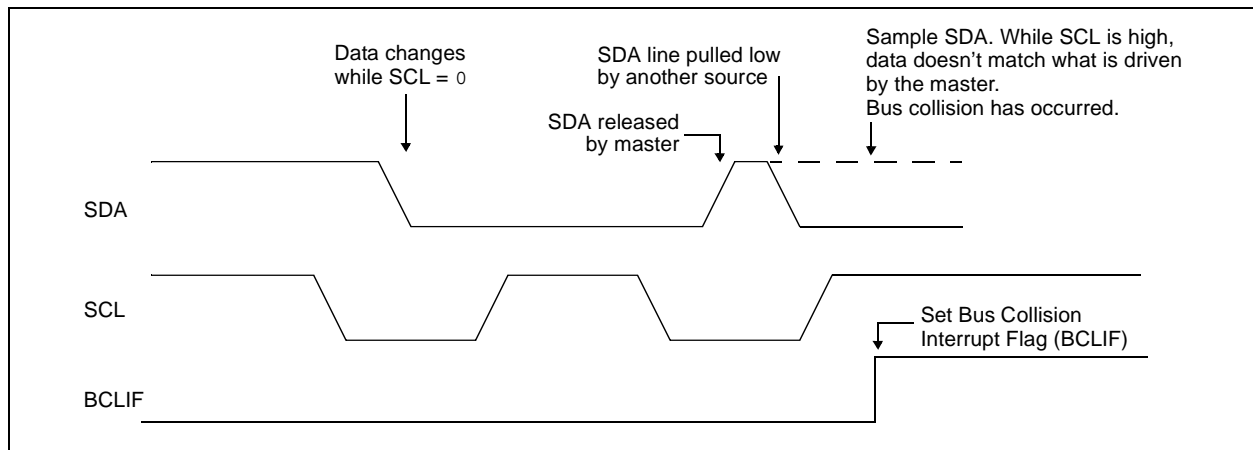 Data changes
while SCL = 0
SDA line pulled low
by another source
SDA released
by master
Sample SDA. While SCL is high,
data doesn't match what is driven
by the master.
Bus collision has occurred.
SDA
SCL
Set Bus Collision
Interrupt Flag (BCLIF)
BCLIF